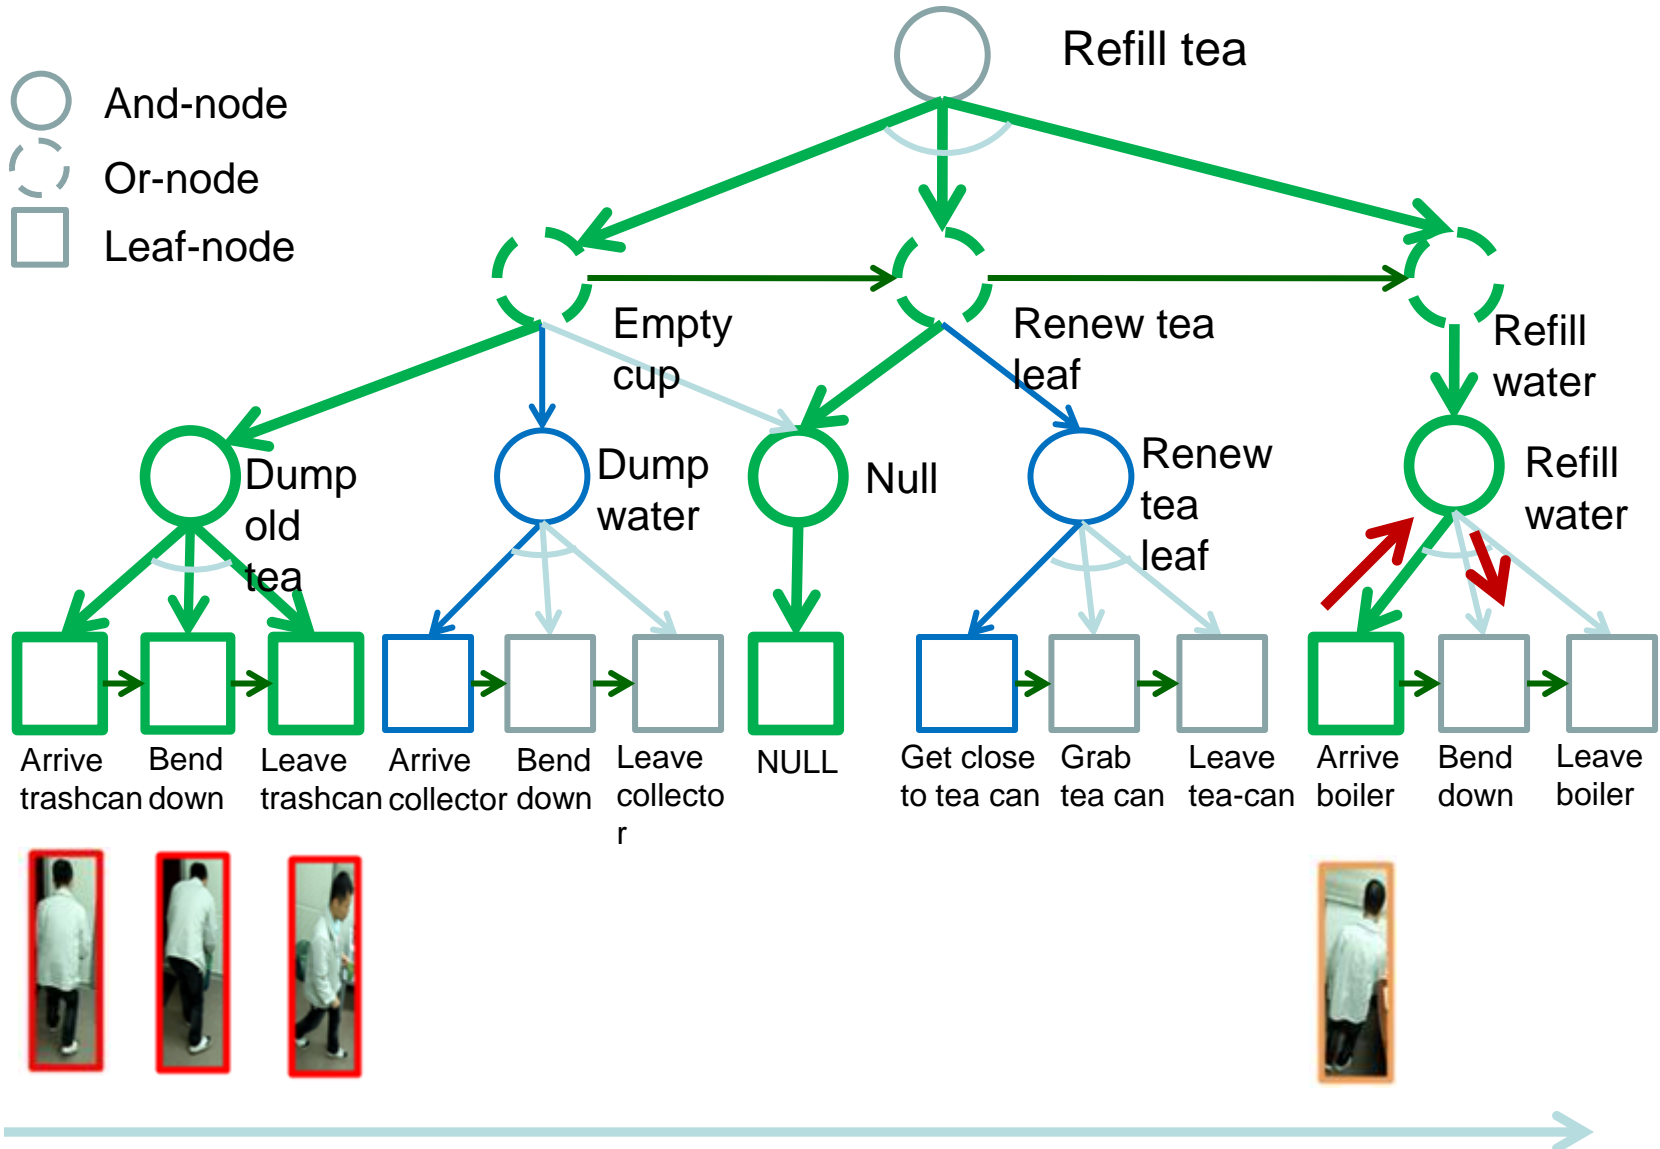 Refill tea
And-node
Or-node
Leaf-node
Empty
cup
Renew tea
leaf
Refill
water
Dump
old
tea
Dump
water
Null
Renew
tea
leaf
Refill
water
Arrive
trashcan
Bend
down
Leave
trashcan
Arrive
collector
Bend
down
Leave
collecto
r
NULL
Get close
to tea can
Grab
tea can
Leave
tea-can
Arrive
boiler
Bend
down
Leave
boiler